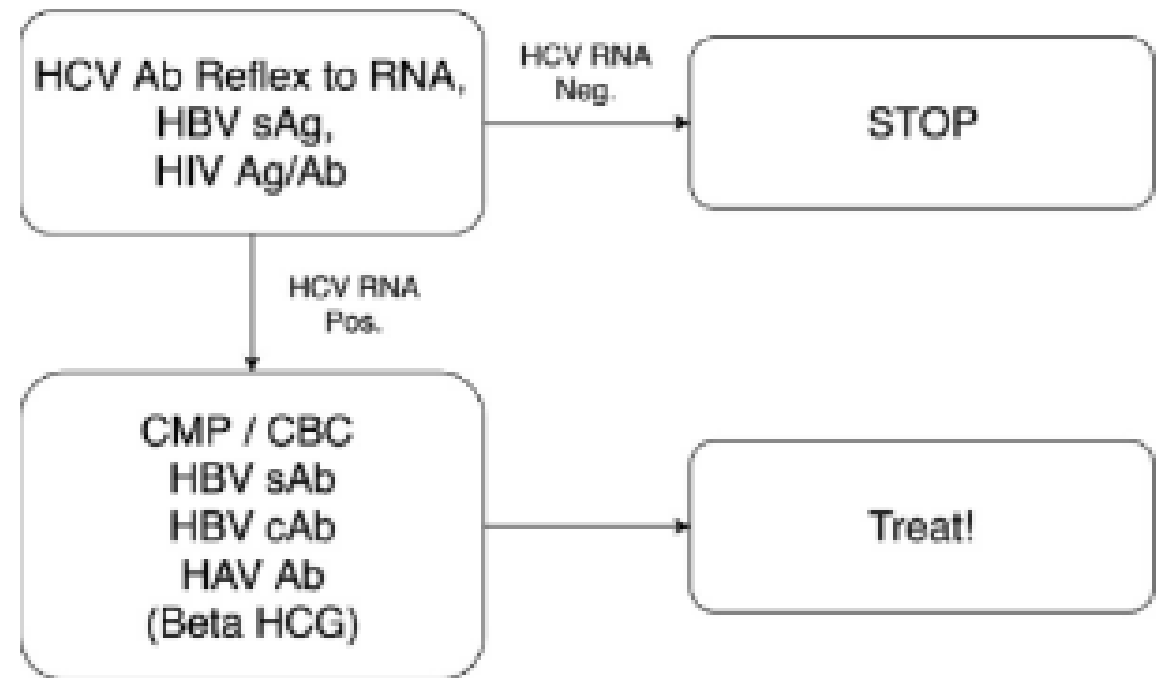 HCV Ab Reflex to RNA,
HBV sAg,
HIV Ag/Ab
HCV RNA
Neg.
STOP
HCV RNA
Pos.
CMP / CBC
HBV sAb
HBV cAb
HAV Ab
(Beta HCG)
Treat!